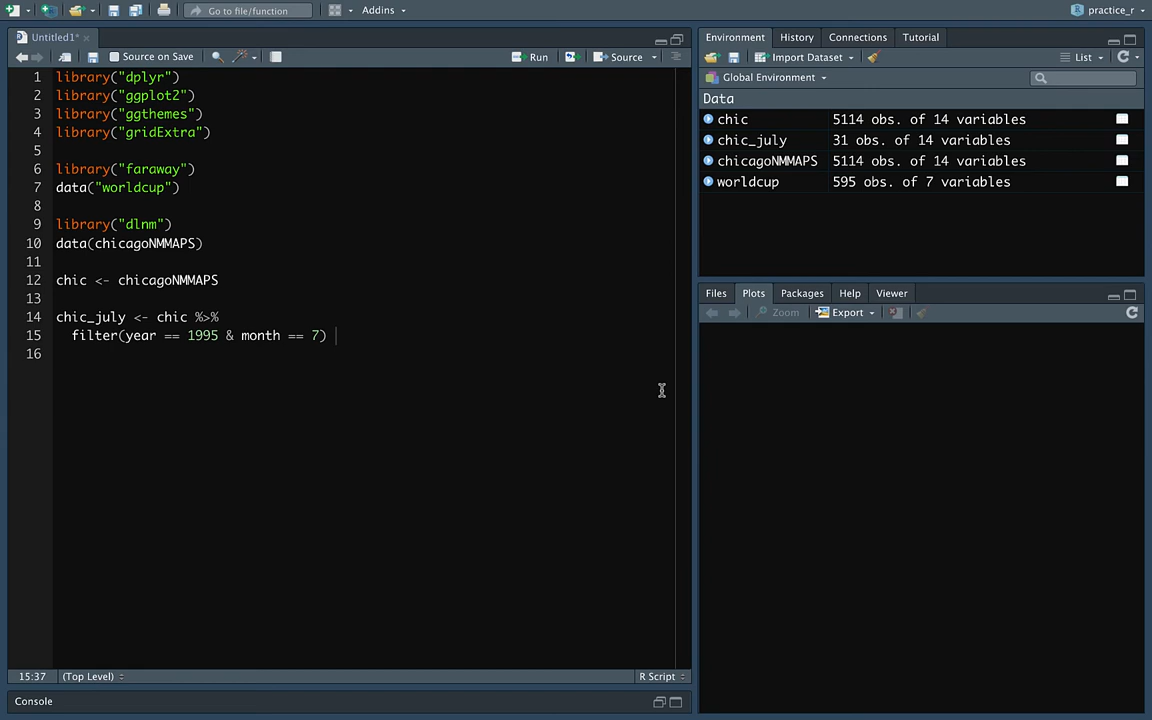 Go to file/function
Addins
practice_r
Untitled1*
Source on Save
Run
Source
1 library("dplyr")
2 library("ggplot2")
3 library("ggthemes")
4 library("gridExtra")
5
6 library("faraway")
7 data("worldcup")
8
9 library("dlnm")
10 data(chicagoNMMAPS)
11
12 chic <- chicagoNMMAPS
13
14 chic_july <- chic %>%
15 filter(year == 1995 & month == 7)
16
15:37 (Top Level) R Script
Console
Environment History Connections Tutorial
Import Dataset List
Global Environment
Data
chic 5114 obs. of 14 variables
chic_july 31 obs. of 14 variables
chicagoNMMAPS 5114 obs. of 14 variables
worldcup 595 obs. of 7 variables
Files Plots Packages Help Viewer
Zoom Export